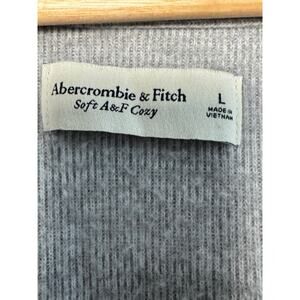 Abercrombie & Fitch
Soft A&F Cozy
L
MADE IN
VIETNAM